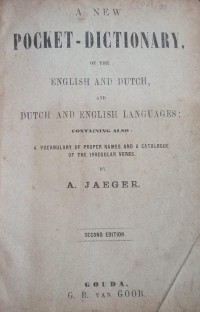 A NEW
POCKET-DICTIONARY,
OF THE
ENGLISH AND DUTCH,
AND
DUTCH AND ENGLISH LANGUAGES;
CONTAINING ALSO
A VOCABULARY OF PROPER NAMES AND A CATALOGUE
OF THE IRREGULAR VERBS.
BY
A. JAEGER.
SECOND EDITION.
GOUDA,
G. B. VAN GOOR.